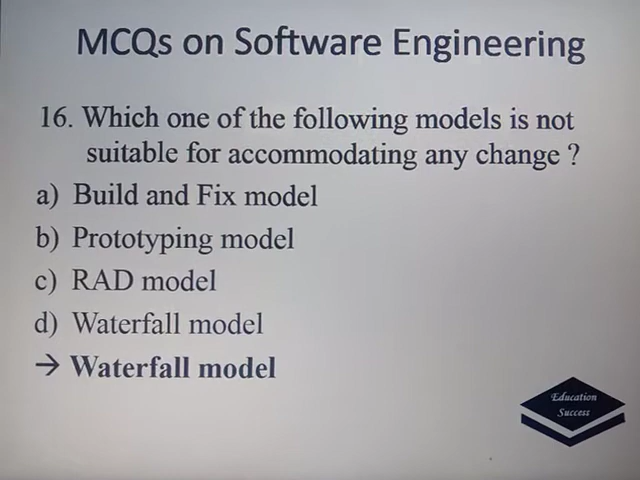 MCQs on Software Engineering
16. Which one of the following models is not
suitable for accommodating any change ?
a) Build and Fix model
b) Prototyping model
c) RAD model
d) Waterfall model
→ Waterfall model
Education
Success